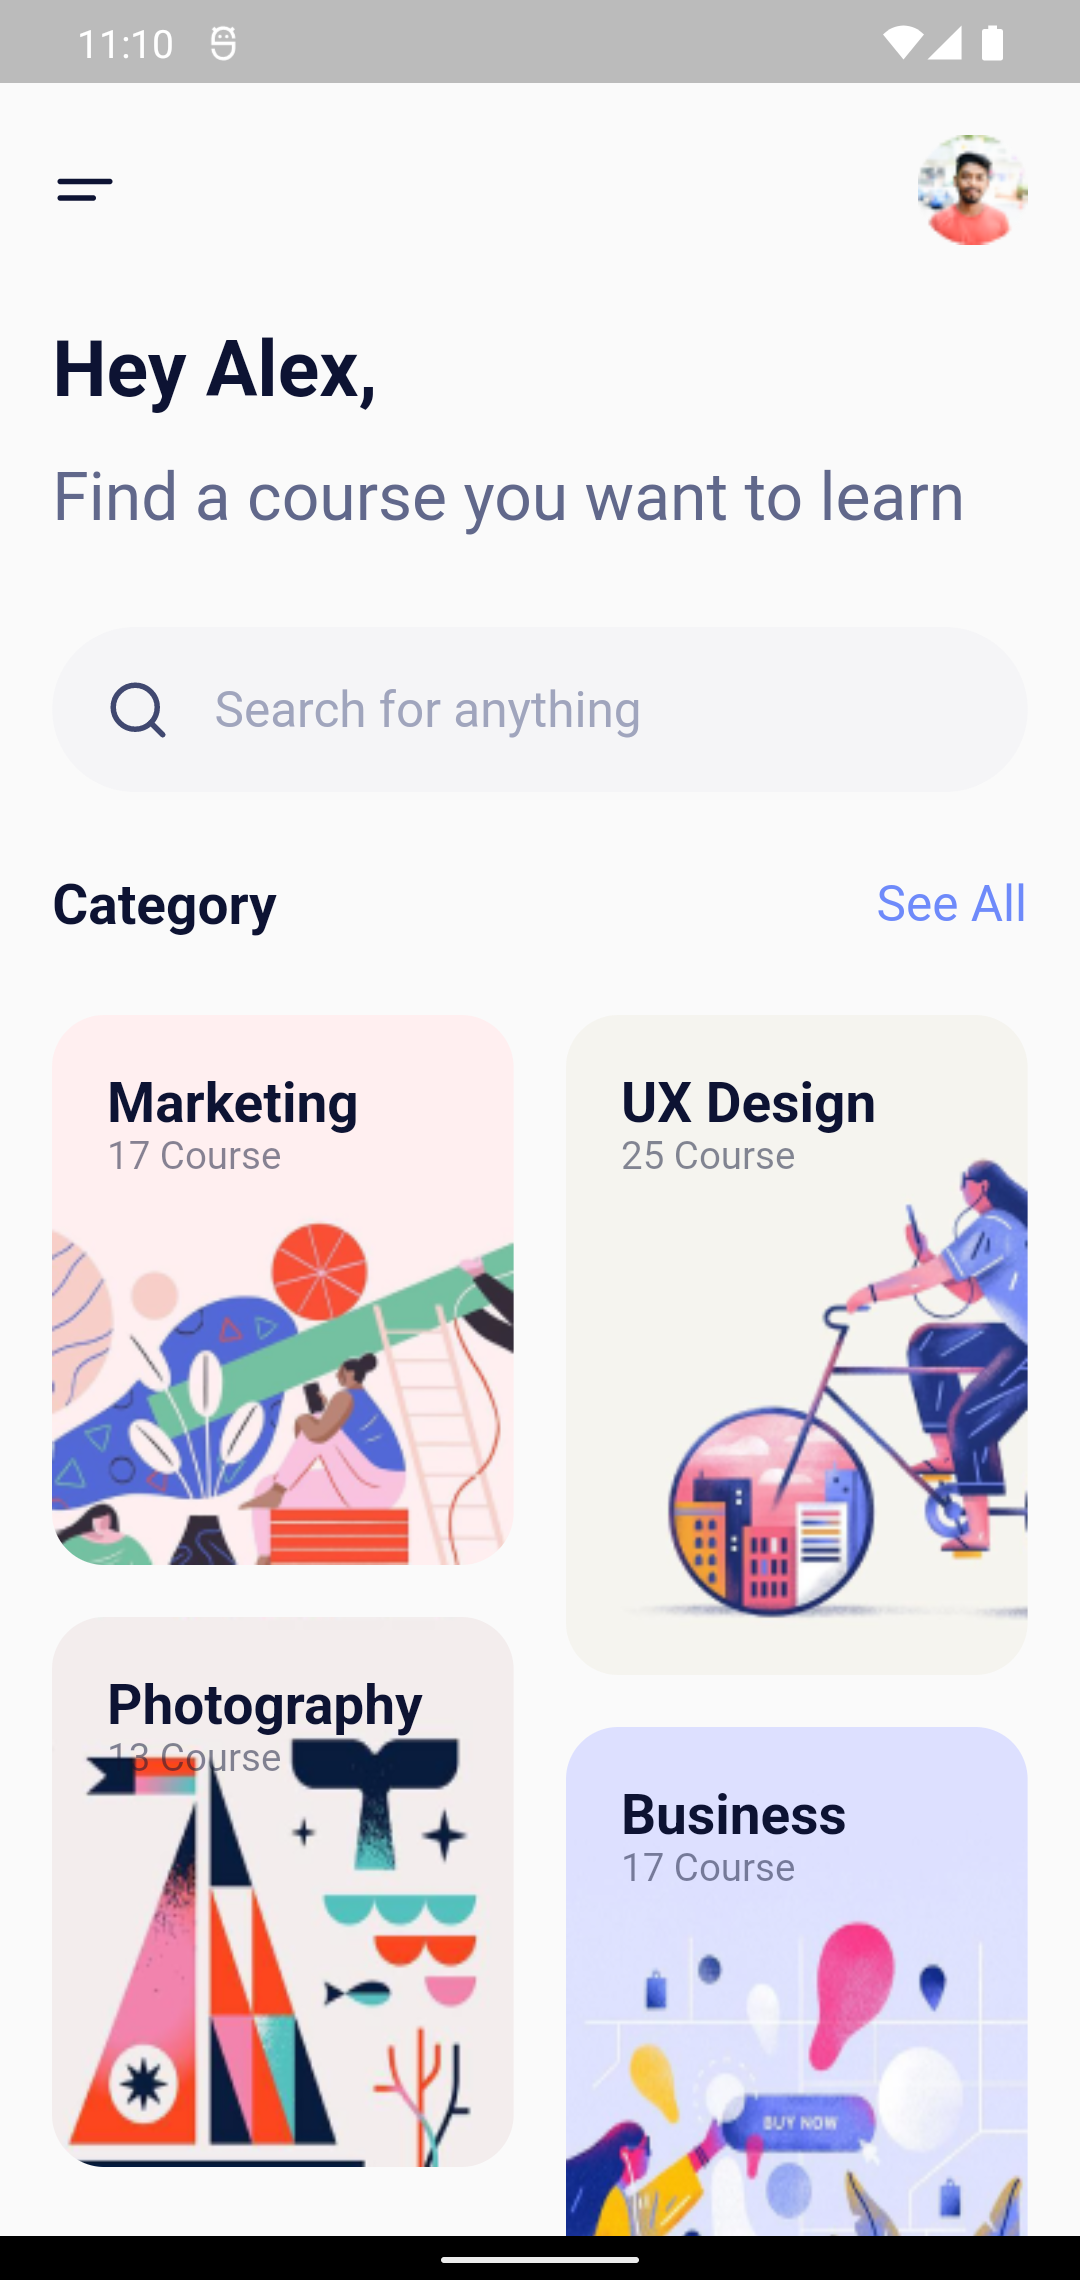 11:10
Hey Alex,
Find a course you want to learn
Search for anything
Category
See All
Marketing
17 Course
UX Design
25 Course
Photography
13 Course
Business
17 Course
BUY NOW